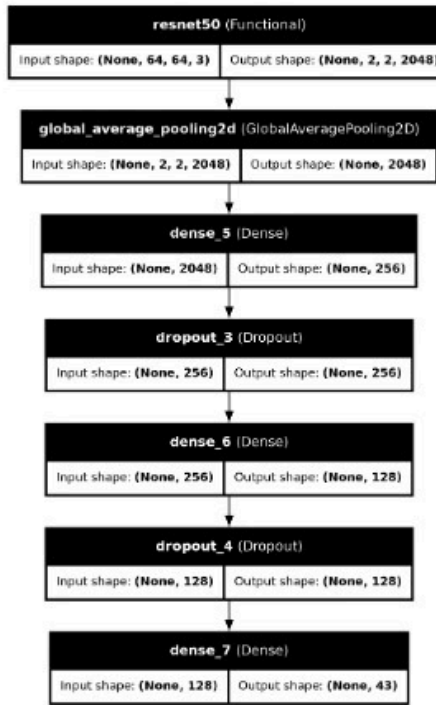 resnet50 (Functional)
Input shape: (None, 64, 64, 3) Output shape: (None, 2, 2, 2048)
global_average_pooling2d (GlobalAveragePooling2D)
Input shape: (None, 2, 2, 2048) Output shape: (None, 2048)
dense_5 (Dense)
Input shape: (None, 2048) Output shape: (None, 256)
dropout_3 (Dropout)
Input shape: (None, 256) Output shape: (None, 256)
dense_6 (Dense)
Input shape: (None, 256) Output shape: (None, 128)
dropout_4 (Dropout)
Input shape: (None, 128) Output shape: (None, 128)
dense_7 (Dense)
Input shape: (None, 128) Output shape: (None, 43)